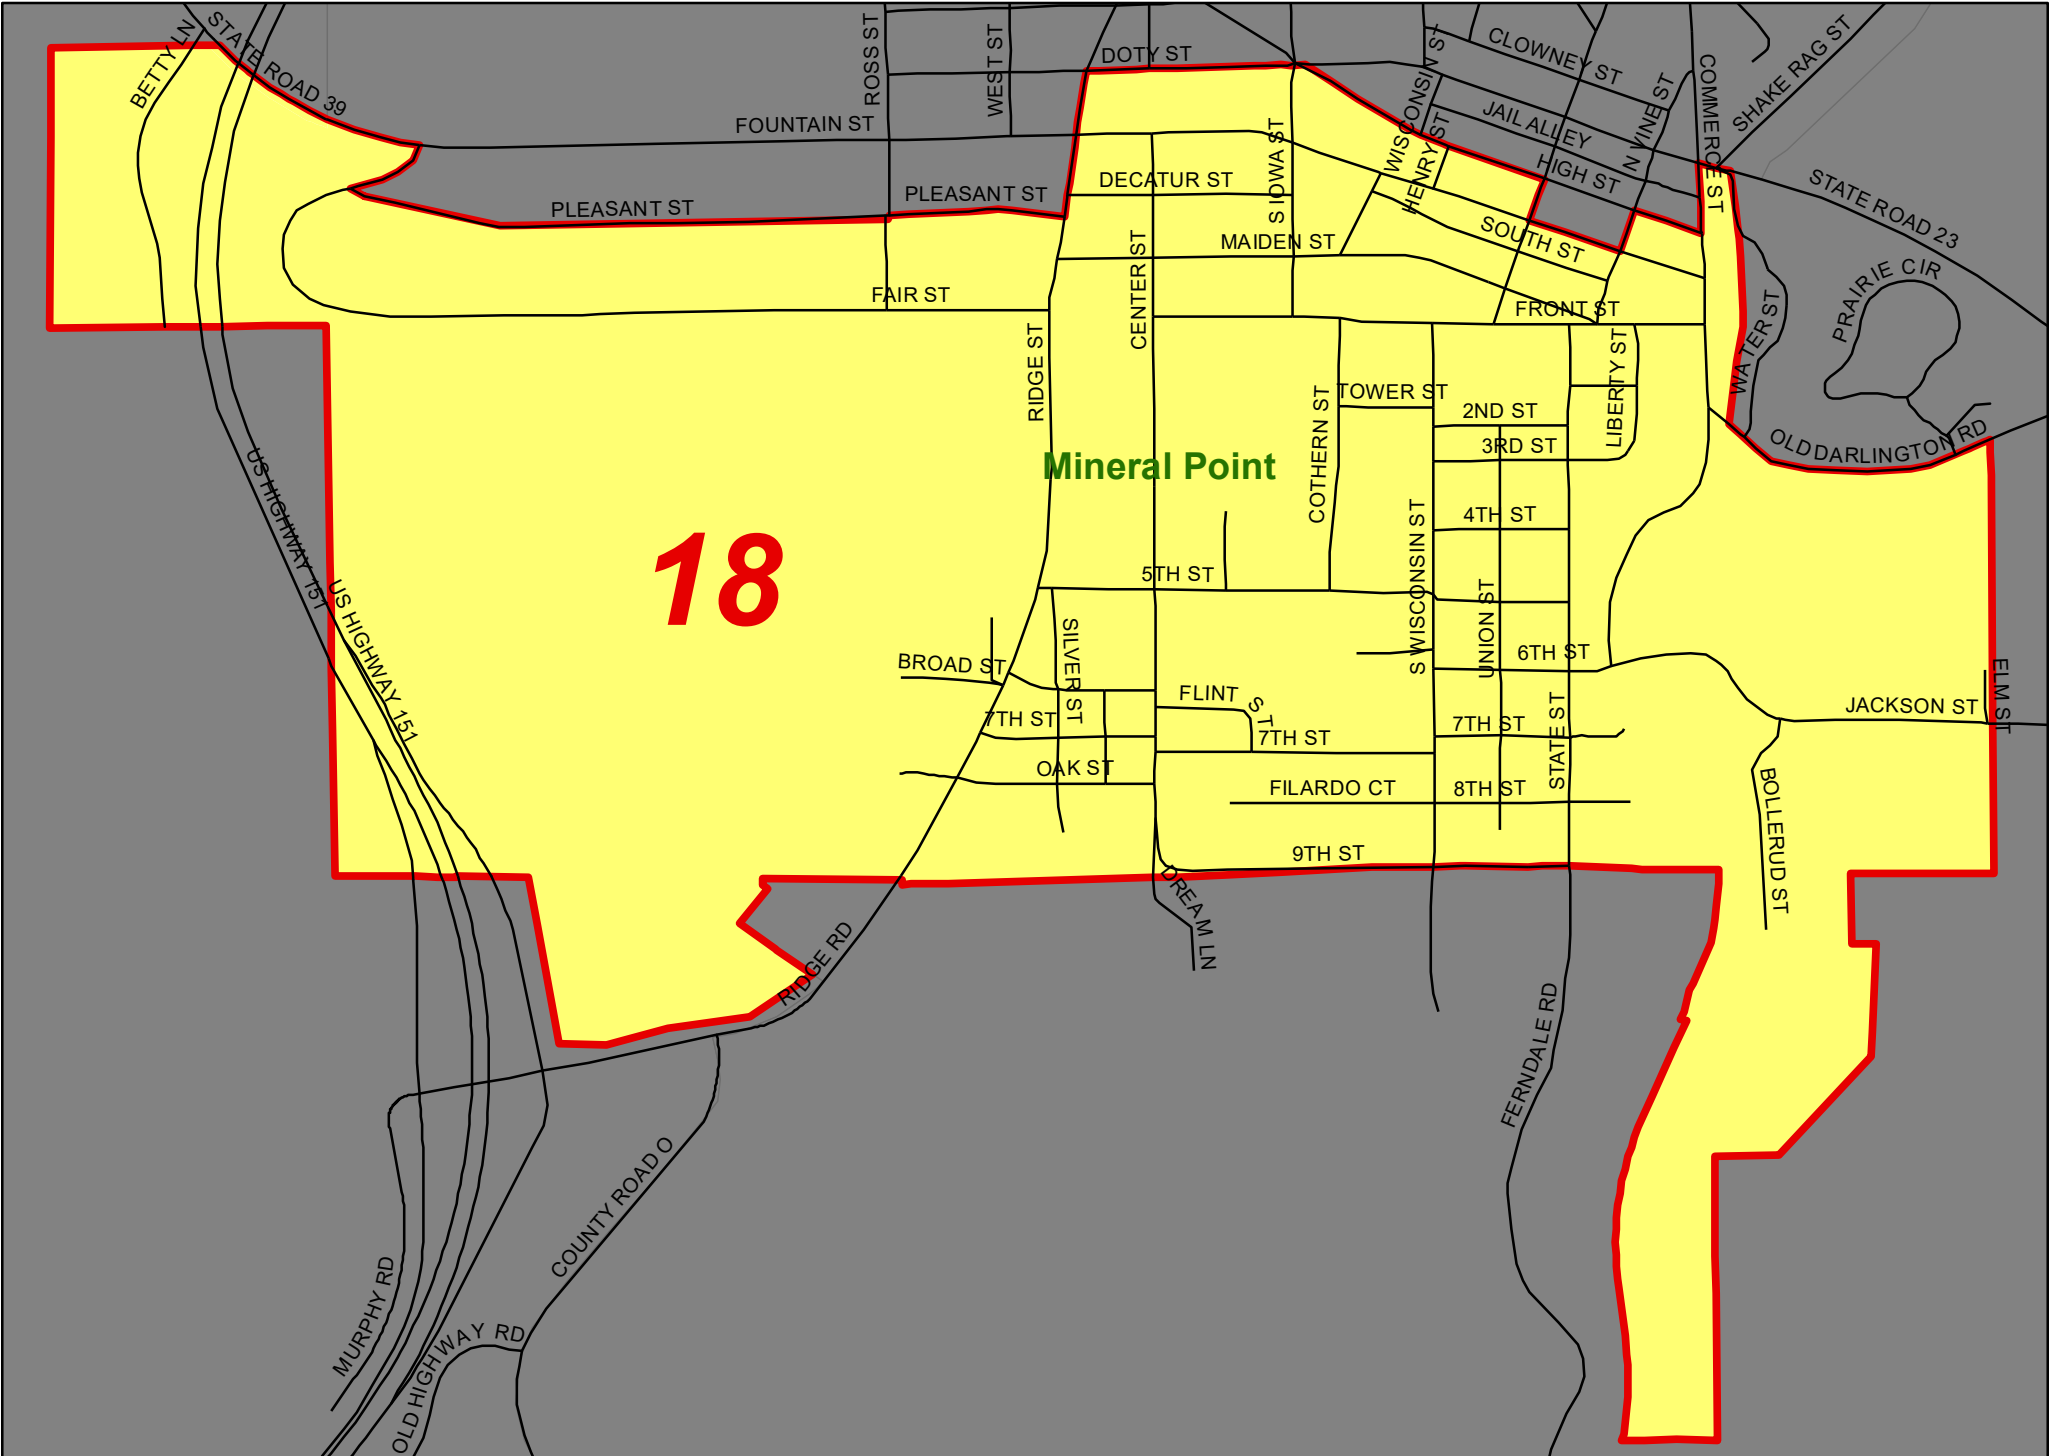 BETTY LN
STATE ROAD 39
ROSS ST
WEST ST
DOTY ST
WISCONSIN ST
CLOWNEY ST
COMMERCE ST
SHAKE RAG ST
FOUNTAIN ST
S IOWA ST
HENRY ST
JAIL ALLEY
N VINE ST
HIGH ST
PLEASANT ST
PLEASANT ST
DECATUR ST
STATE ROAD 23
MAIDEN ST
SOUTH ST
CENTER ST
FAIR ST
FRONT ST
WATER ST
PRAIRIE CIR
RIDGE ST
COTHERN ST
TOWER ST
2ND ST
3RD ST
LIBERTY ST
OLD DARLINGTON RD
Mineral Point
18
US HIGHWAY 151
US HIGHWAY 151
4TH ST
5TH ST
S WISCONSIN ST
UNION ST
6TH ST
BROAD ST
SILVER ST
FLINT ST
7TH ST
7TH ST
7TH ST
STATE ST
JACKSON ST
ELM ST
OAK ST
FILARDO CT
8TH ST
BOLLERUD ST
9TH ST
DREAM LN
RIDGE RD
FERNDALE RD
COUNTY ROAD O
MURPHY RD
OLD HIGHWAY RD